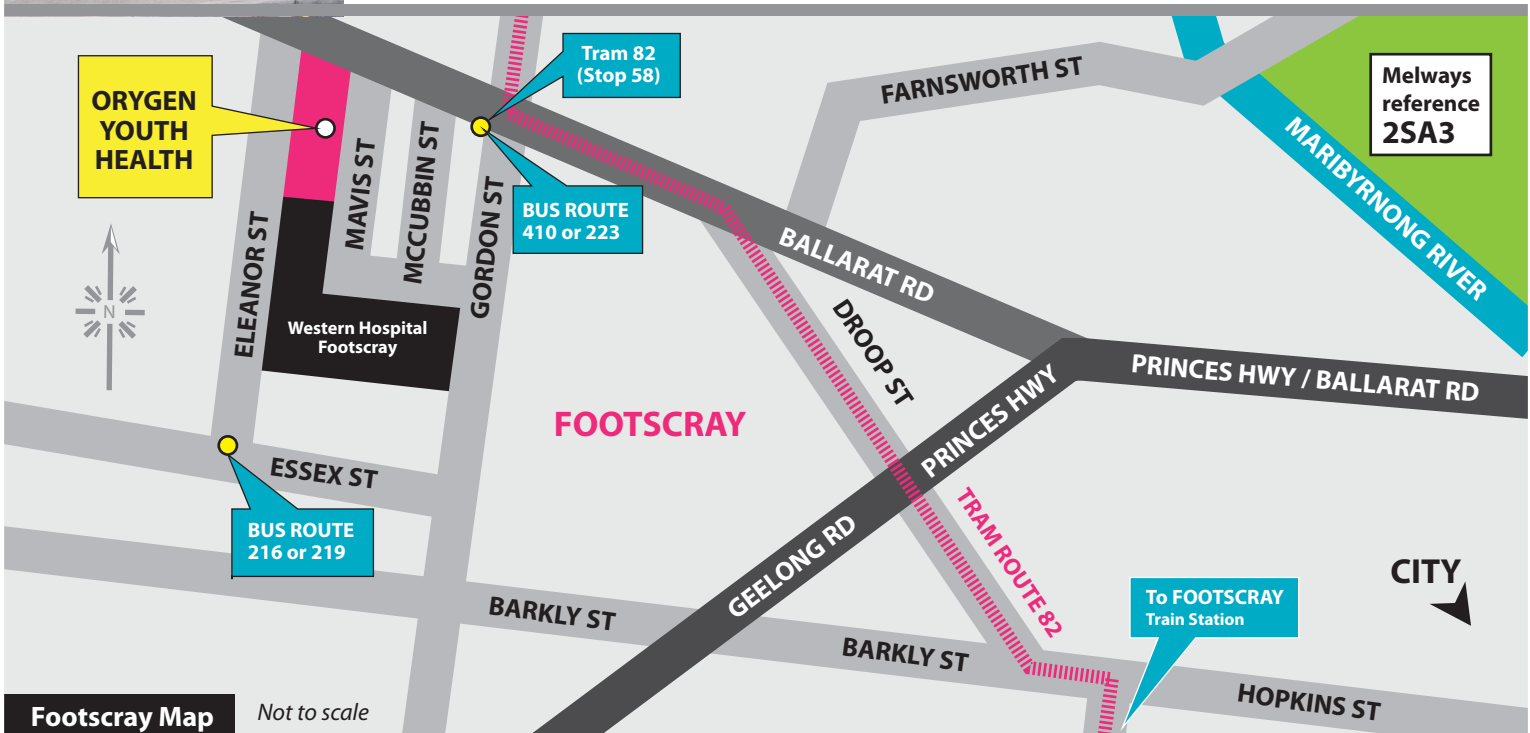 Tram 82
(Stop 58)
FARNSWORTH ST
Melways
reference
2SA3
ORYGEN
YOUTH
HEALTH
MAVIS ST
MCCUBBIN ST
GORDON ST
BUS ROUTE
410 or 223
MARIBYRNONG RIVER
ELEANOR ST
BALLARAT RD
N
Western Hospital
Footscray
DROOP ST
PRINCES HWY
PRINCES HWY / BALLARAT RD
FOOTSCRAY
ESSEX ST
BUS ROUTE
216 or 219
GEELONG RD
TRAM ROUTE 82
CITY
BARKLY ST
BARKLY ST
To FOOTSCRAY
Train Station
HOPKINS ST
Footscray Map
Not to scale